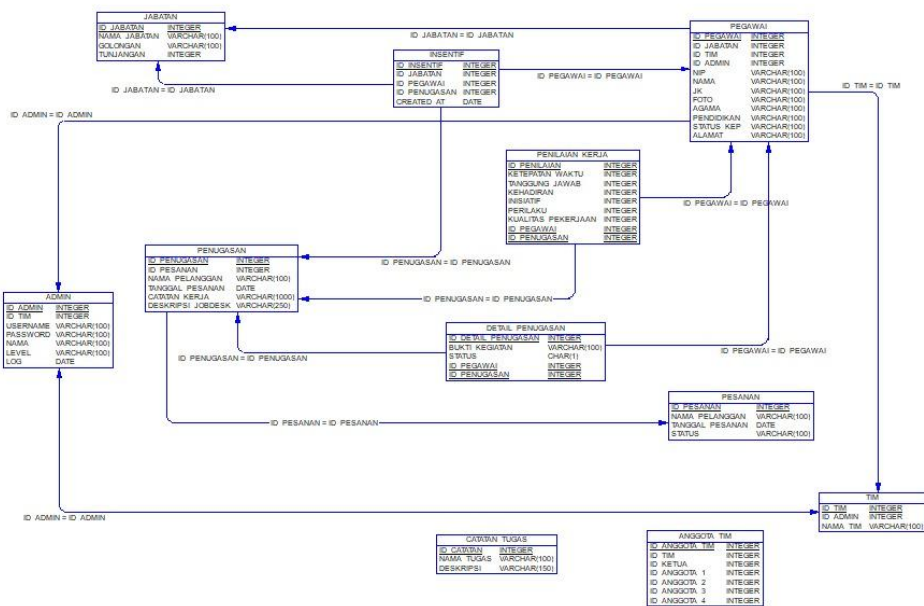 JABATAN
ID JABATAN INTEGER
NAMA JABATAN VARCHAR(100)
GOLONGAN VARCHAR(100)
TUNJANGAN INTEGER
ID JABATAN = ID JABATAN
PEGAWAI
ID PEGAWAI INTEGER
ID JABATAN INTEGER
ID TIM INTEGER
ID ADMIN INTEGER
NIP VARCHAR(100)
NAMA VARCHAR(100)
JK VARCHAR(100)
FOTO VARCHAR(100)
AGAMA VARCHAR(100)
PENDIDIKAN VARCHAR(100)
STATUS KEP VARCHAR(100)
ALAMAT VARCHAR(100)
INSENTIF
ID INSENTIF INTEGER
ID JABATAN INTEGER
ID PEGAWAI INTEGER
ID PENUGASAN INTEGER
CREATED AT DATE
ID PEGAWAI = ID PEGAWAI
ID JABATAN = ID JABATAN
ID TIM = ID TIM
ID ADMIN = ID ADMIN
PENILAIAN KERJA
ID PENILAIAN INTEGER
KETEPATAN WAKTU INTEGER
TANGGUNG JAWAB INTEGER
KEHADIRAN INTEGER
INISIATIF INTEGER
PERILAKU INTEGER
KUALITAS PEKERJAAN INTEGER
ID PEGAWAI INTEGER
ID PENUGASAN INTEGER
ID PEGAWAI = ID PEGAWAI
PENUGASAN
ID PENUGASAN INTEGER
ID PESANAN INTEGER
NAMA PELANGGAN VARCHAR(100)
TANGGAL PESANAN DATE
CATATAN KERJA VARCHAR(1000)
DESKRIPSI JOBDESK VARCHAR(250)
ID PENUGASAN = ID PENUGASAN
ID PENUGASAN = ID PENUGASAN
ADMIN
ID ADMIN INTEGER
ID TIM INTEGER
USERNAME VARCHAR(100)
PASSWORD VARCHAR(100)
NAMA VARCHAR(100)
LEVEL VARCHAR(100)
LOG DATE
DETAIL PENUGASAN
ID DETAIL PENUGASAN INTEGER
BUKTI KEGIATAN VARCHAR(100)
STATUS CHAR(1)
ID PEGAWAI INTEGER
ID PENUGASAN INTEGER
ID PENUGASAN = ID PENUGASAN
ID PEGAWAI = ID PEGAWAI
PESANAN
ID PESANAN INTEGER
NAMA PELANGGAN VARCHAR(100)
TANGGAL PESANAN DATE
STATUS VARCHAR(100)
ID PESANAN = ID PESANAN
TIM
ID TIM INTEGER
ID ADMIN INTEGER
NAMA TIM VARCHAR(100)
ID ADMIN = ID ADMIN
CATATAN TUGAS
ID CATATAN INTEGER
NAMA TUGAS VARCHAR(100)
DESKRIPSI VARCHAR(150)
ANGGOTA TIM
ID ANGGOTA TIM INTEGER
ID TIM INTEGER
ID KETUA INTEGER
ID ANGGOTA 1 INTEGER
ID ANGGOTA 2 INTEGER
ID ANGGOTA 3 INTEGER
ID ANGGOTA 4 INTEGER